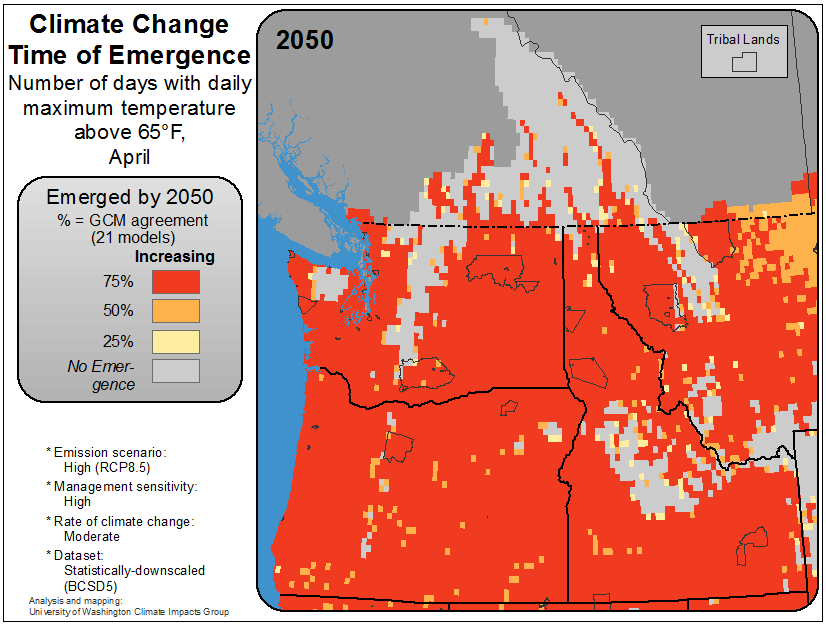 Climate Change
Time of Emergence
Number of days with daily
maximum temperature
above 65°F,
April
Emerged by 2050
% = GCM agreement
(21 models)
Increasing
75%
50%
25%
No Emer-
gence
* Emission scenario:
High (RCP8.5)
* Management sensitivity:
High
* Rate of climate change:
Moderate
* Dataset:
Statistically-downscaled
(BCSD5)
Analysis and mapping:
University of Washington Climate Impacts Group
2050
Tribal Lands